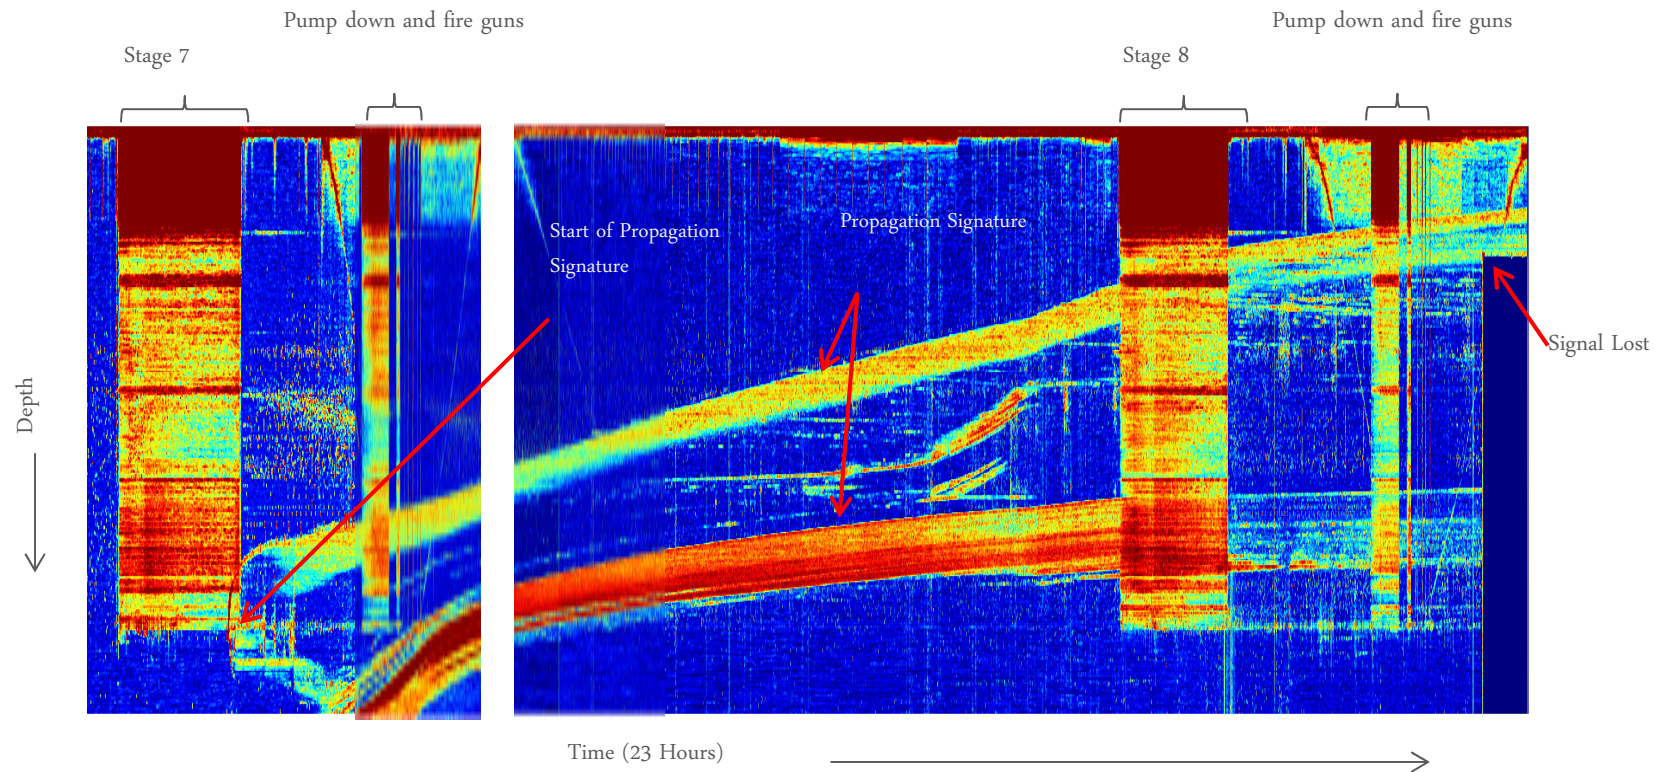 Pump down and fire guns
Pump down and fire guns
Stage 7
Stage 8
Start of Propagation
Signature
Propagation Signature
Signal Lost
Depth
Time (23 Hours)